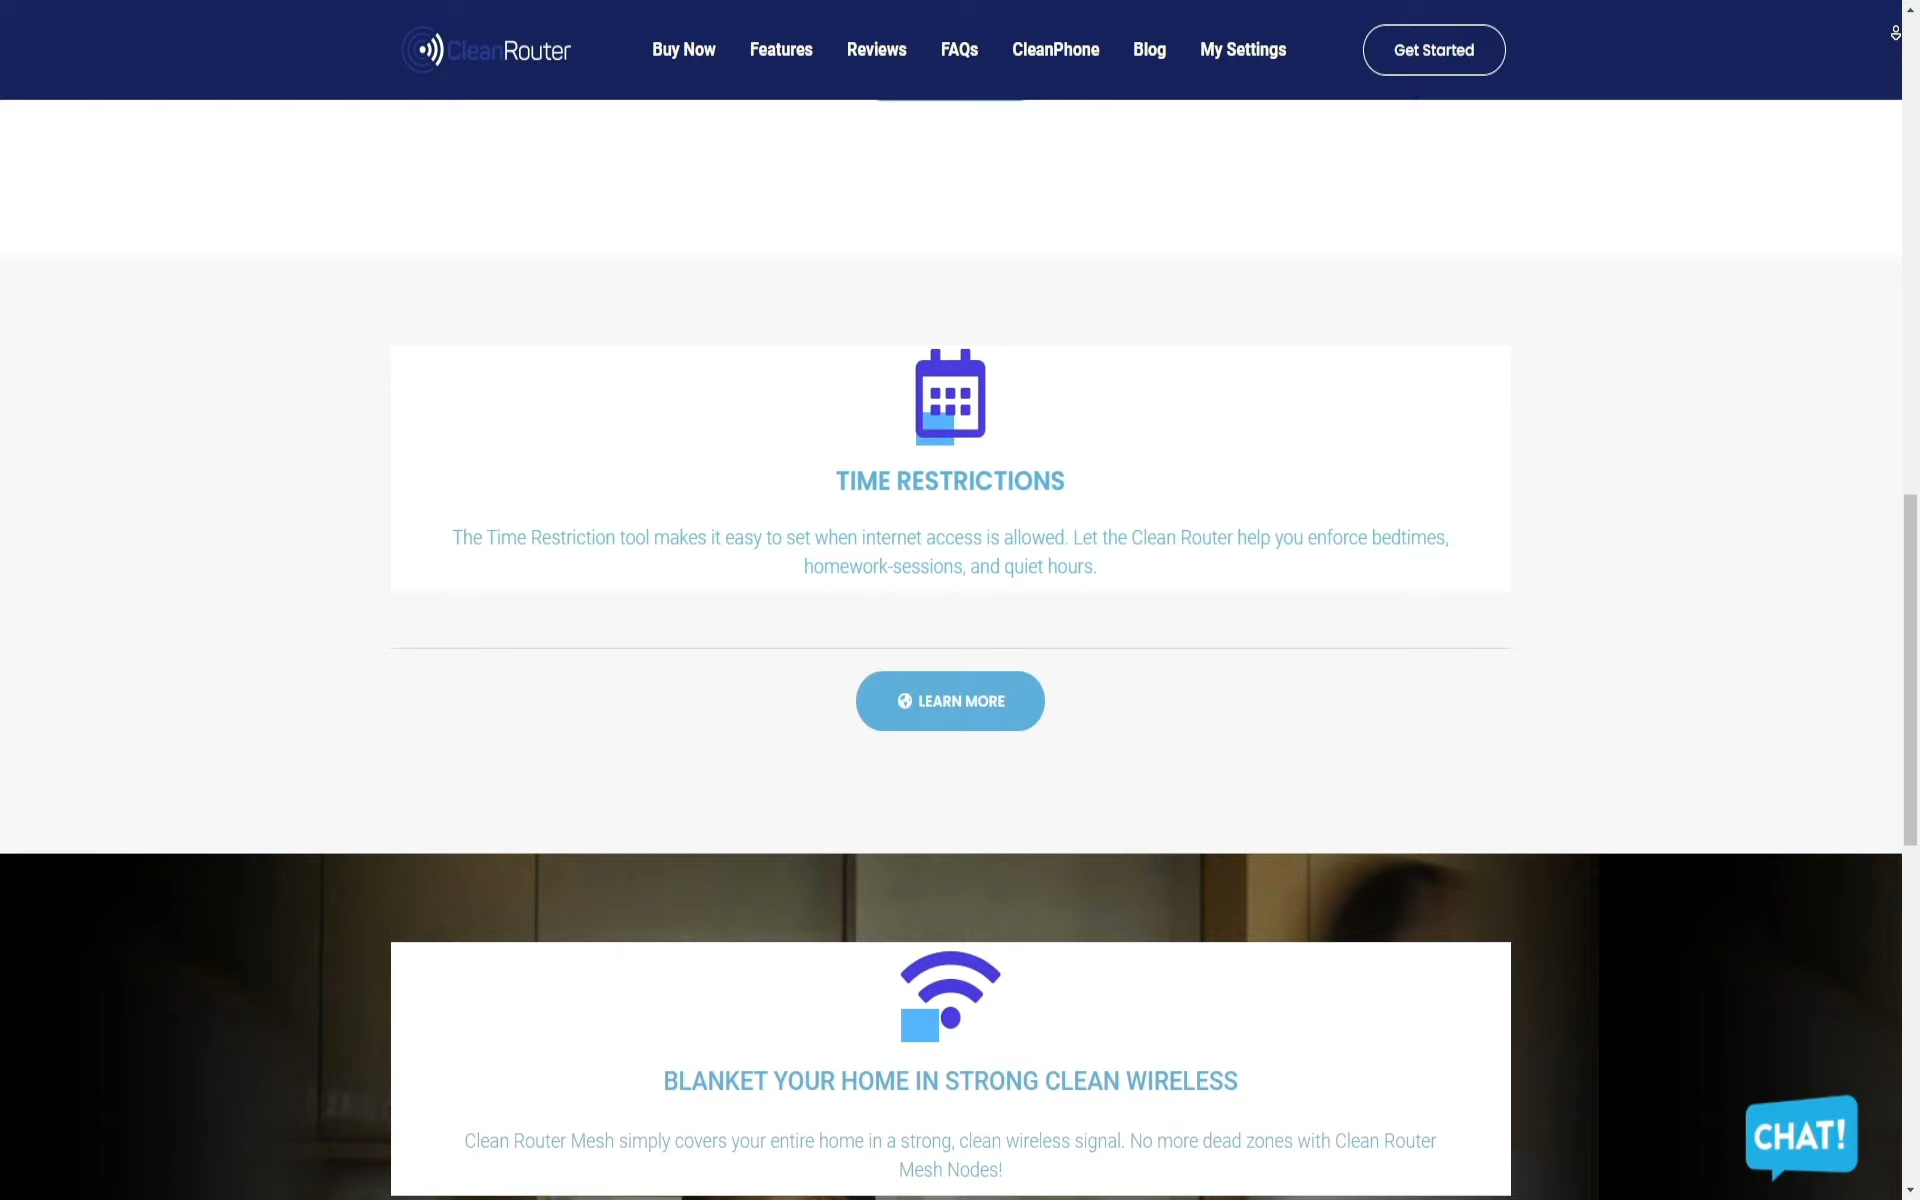 CleanRouter
Buy Now
Features
Reviews
FAQs
CleanPhone
Blog
My Settings
Get Started
TIME RESTRICTIONS
The Time Restriction tool makes it easy to set when internet access is allowed. Let the Clean Router help you enforce bedtimes,
homework-sessions, and quiet hours.
LEARN MORE
BLANKET YOUR HOME IN STRONG CLEAN WIRELESS
Clean Router Mesh simply covers your entire home in a strong, clean wireless signal. No more dead zones with Clean Router
Mesh Nodes!
CHAT!